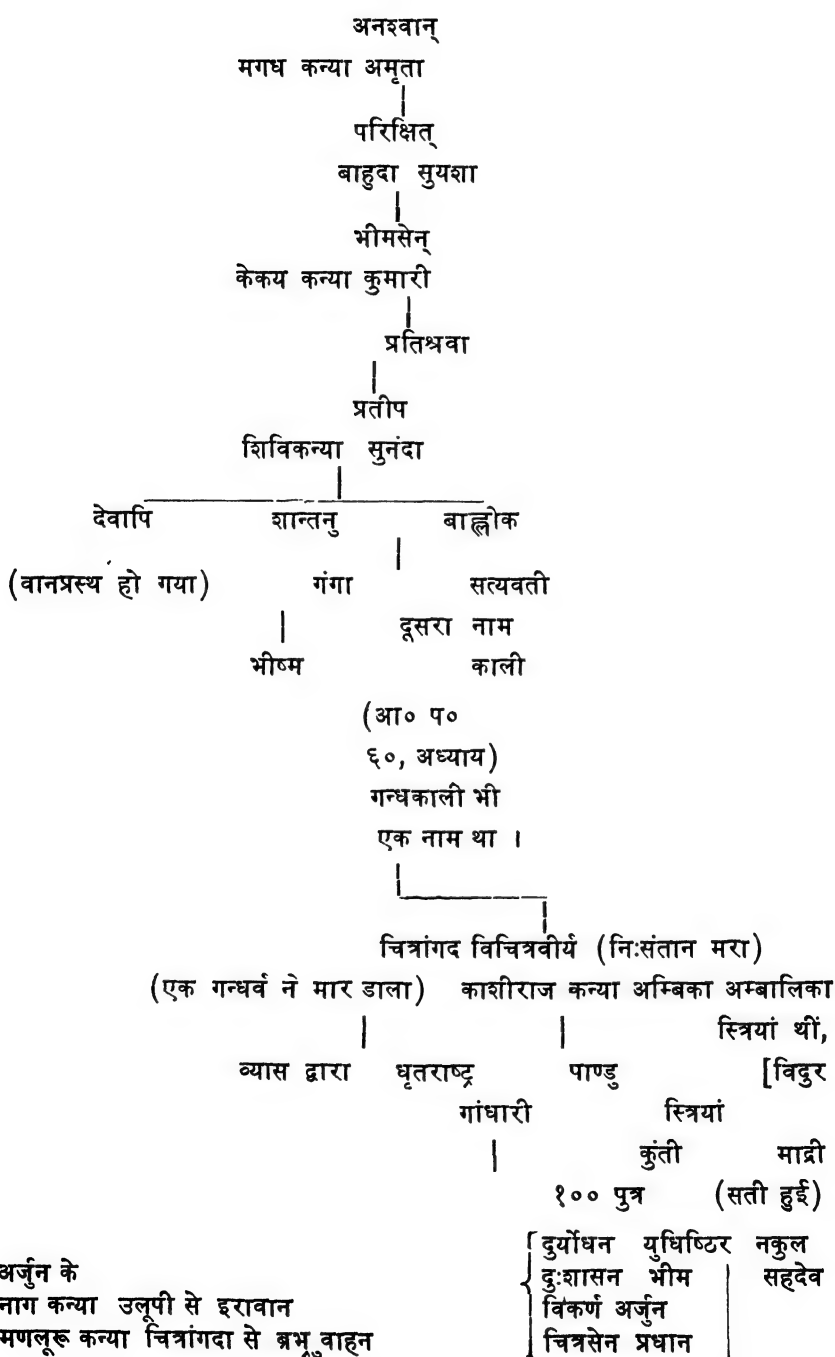 अनश्वान्
मगध कन्या अमृता
परिक्षित्
बाहुदा सुयशा
भीमसेन्
केकय कन्या कुमारी
प्रतिश्रवा
प्रतीप
शिविकन्या सुनंदा
देवापि शान्तनु बाह्लोक
(वानप्रस्थ हो गया) गंगा सत्यवती
दूसरा नाम
भीष्म काली
(आ० प०
६०, अध्याय)
गन्धकाली भी
एक नाम था ।
चित्रांगद विचित्रवीर्य (निःसंतान मरा)
(एक गन्धर्व ने मार डाला) काशीराज कन्या अम्बिका अम्बालिका
स्त्रियां थीं,
व्यास द्वारा धृतराष्ट्र पाण्डु [विदुर
गांधारी स्त्रियां
कुंती माद्री
१०० पुत्र (सती हुई)
दुर्योधन युधिष्टिर नकुल
अर्जुन के दुःशासन भीम सहदेव
नाग कन्या उलूपी से इरावान विकर्ण अर्जुन
मणलूरू कन्या चित्रांगदा से ब्रभ्रुवाहन चित्रसेन प्रधान